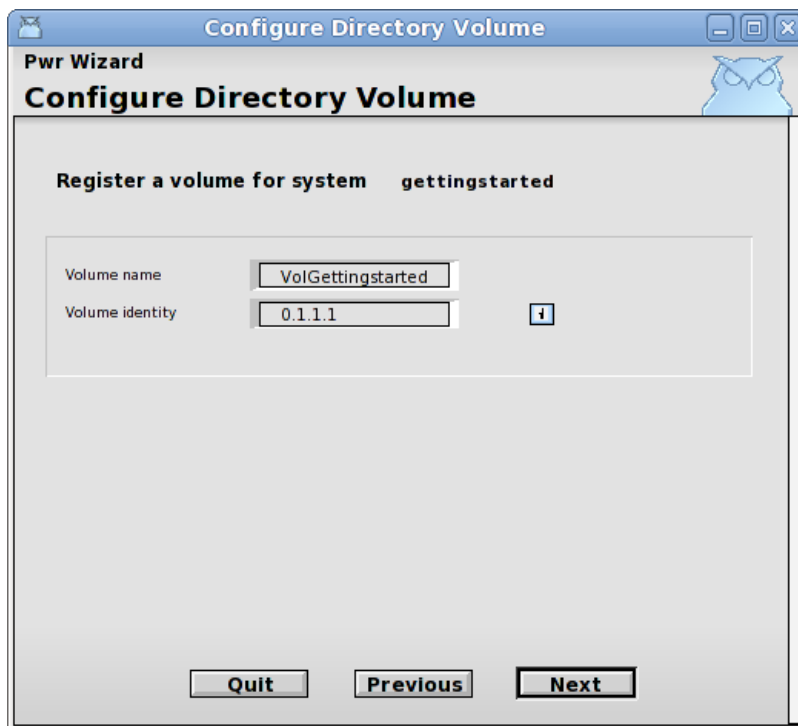 Configure Directory Volume
Pwr Wizard
Configure Directory Volume
Register a volume for system gettingstarted
Volume name VolGettingstarted
Volume identity 0.1.1.1
Quit Previous Next